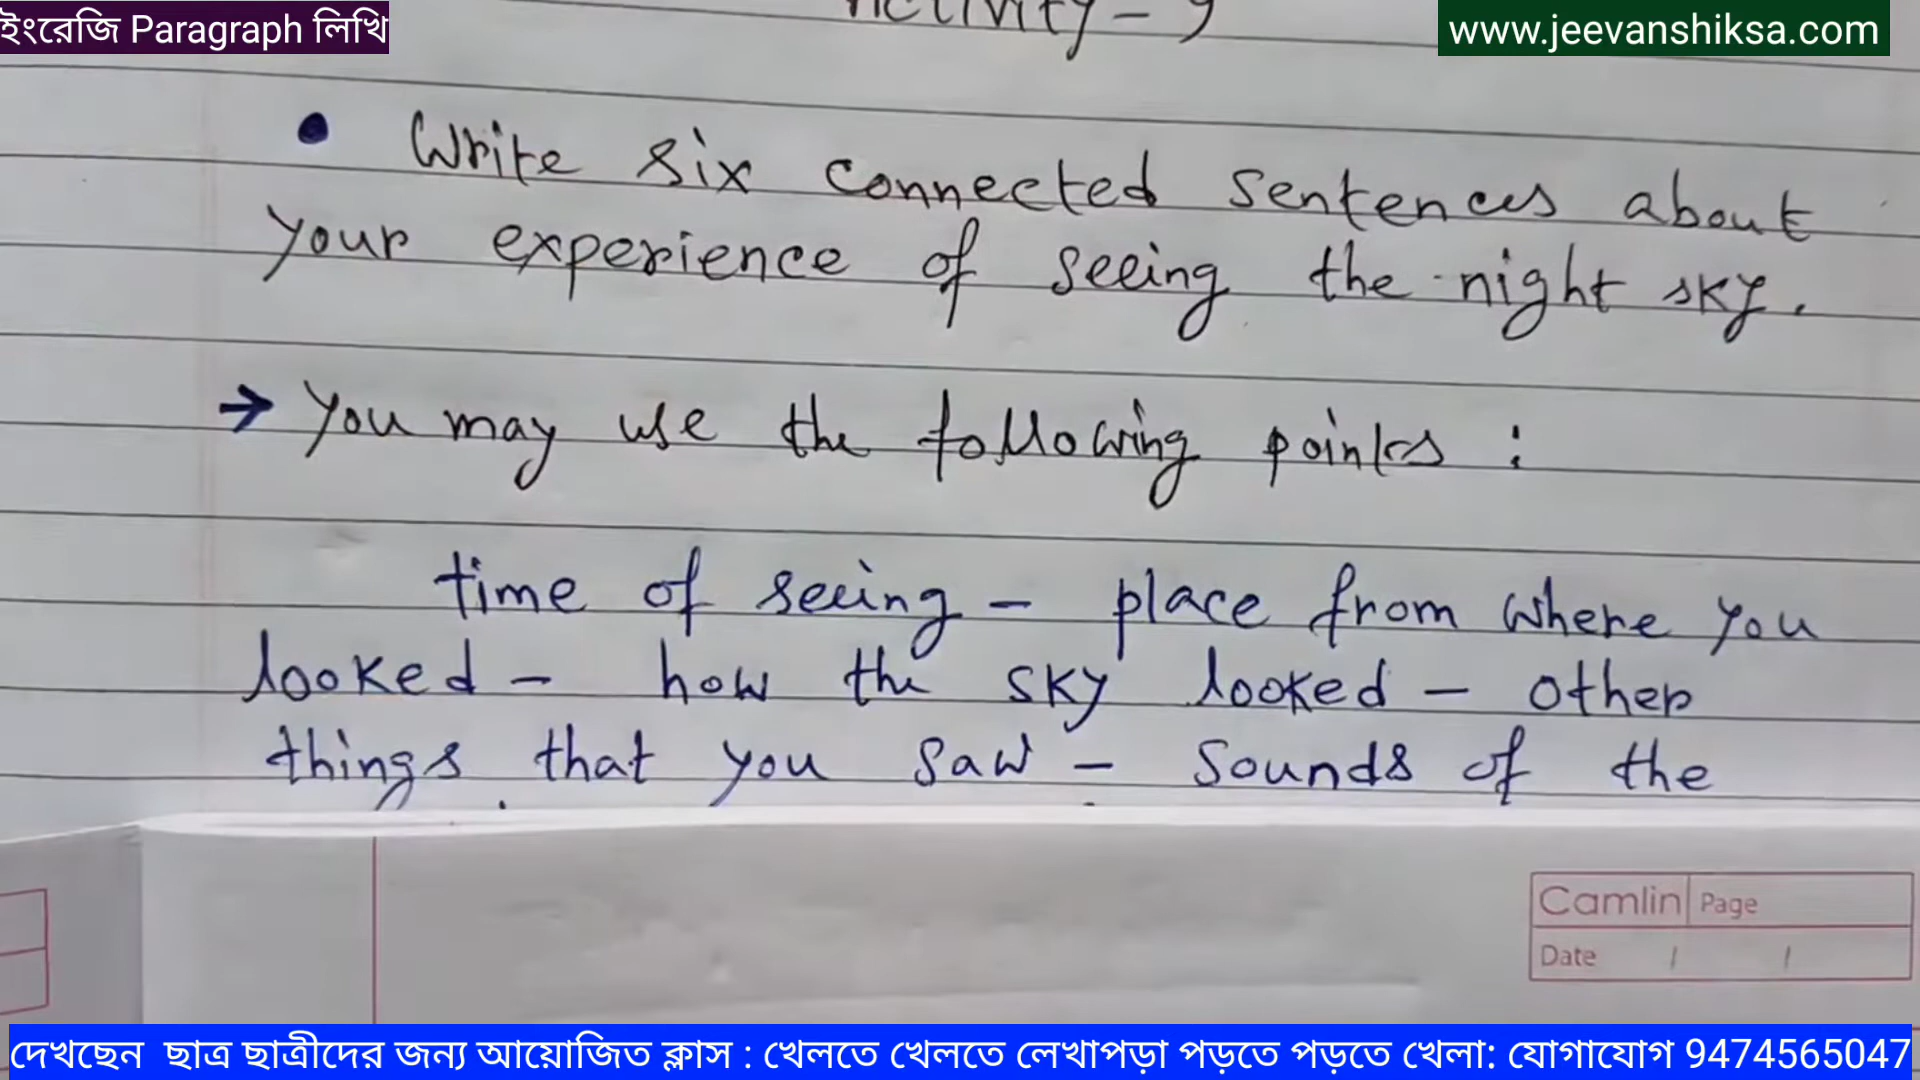 ইংরেজি Paragraph লিখি
www.jeevanshiksa.com
Activity - 9
• Write six connected sentences about
your experience of seeing the night sky.
→ You may use the following points :
time of seeing - place from where you
looked - how the sky looked - other
things that you saw - sounds of the
Camlin Page
Date / /
দেখছেন ছাত্র ছাত্রীদের জন্য আয়োজিত ক্লাস : খেলতে খেলতে লেখাপড়া পড়তে পড়তে খেলা: যোগাযোগ 9474565047